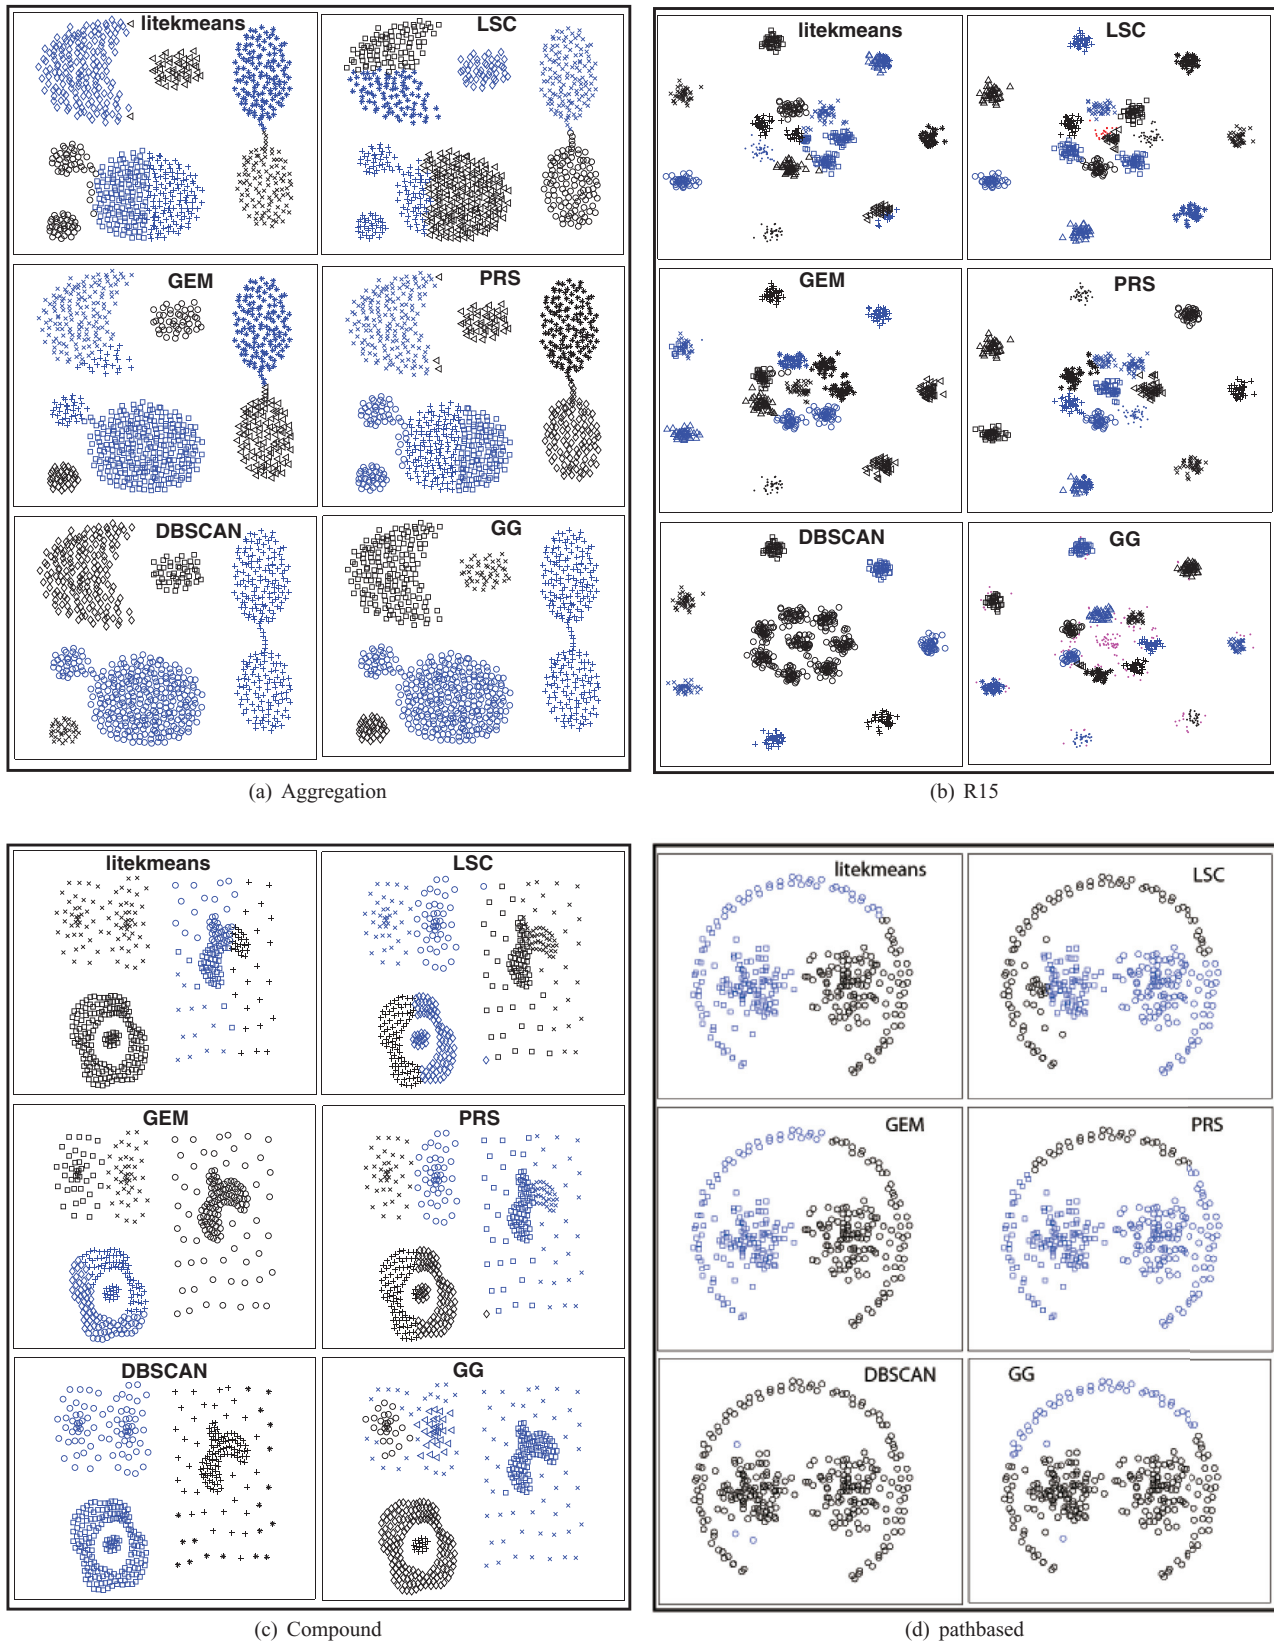 litekmeans
LSC
GEM
PRS
DBSCAN
GG
(a) Aggregation
litekmeans
LSC
GEM
PRS
DBSCAN
GG
(b) R15
litekmeans
LSC
GEM
PRS
DBSCAN
GG
(c) Compound
litekmeans
LSC
GEM
PRS
DBSCAN
GG
(d) pathbased